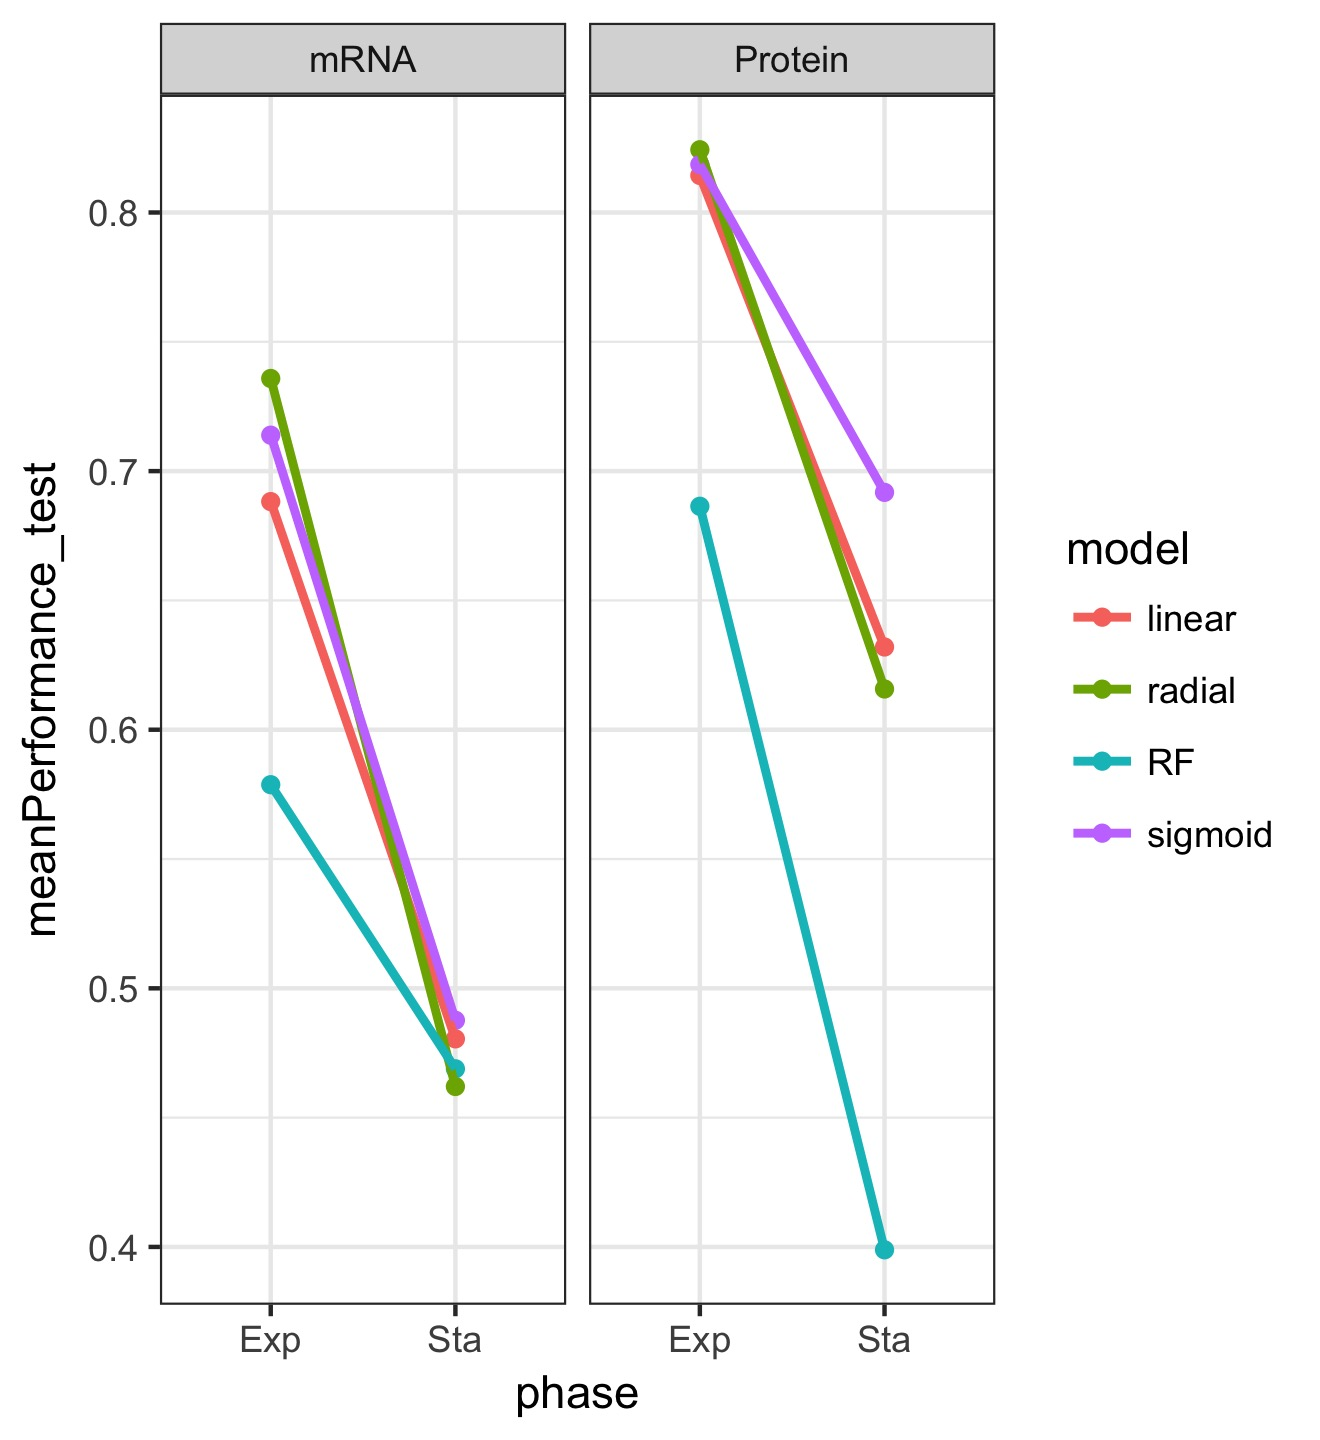 mRNA
Protein
meanPerformance_test
0.8
0.7
0.6
0.5
0.4
Exp
Sta
Exp
Sta
phase
model
linear
radial
RF
sigmoid